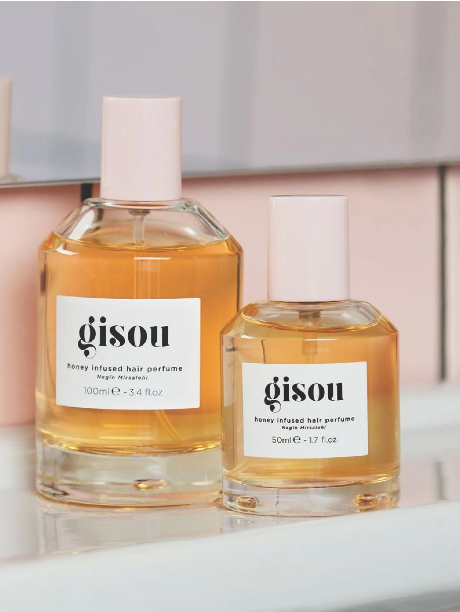 gisou
honey infused hair perfume
Negin Mirsalehi
100ml ℮ - 3.4 fl.oz
gisou
honey infused hair perfume
Negin Mirsalehi
50ml ℮ - 1.7 fl.oz.